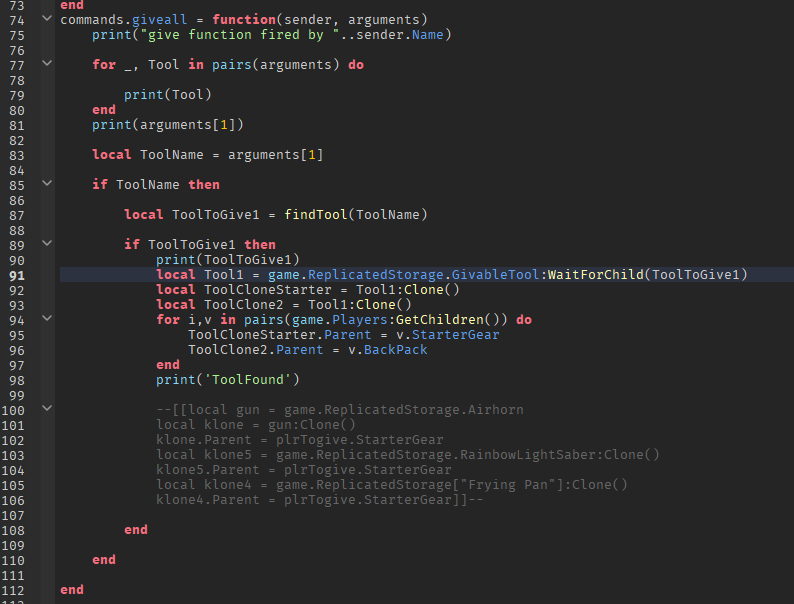 73 end
74 commands.giveall = function(sender, arguments)
75     print("give function fired by "..sender.Name)
76
77     for _, Tool in pairs(arguments) do
78
79         print(Tool)
80     end
81     print(arguments[1])
82
83     local ToolName = arguments[1]
84
85     if ToolName then
86
87         local ToolToGive1 = findTool(ToolName)
88
89         if ToolToGive1 then
90             print(ToolToGive1)
91             local Tool1 = game.ReplicatedStorage.GivableTool:WaitForChild(ToolToGive1)
92             local ToolCloneStarter = Tool1:Clone()
93             local ToolClone2 = Tool1:Clone()
94             for i,v in pairs(game.Players:GetChildren()) do
95                 ToolCloneStarter.Parent = v.StarterGear
96                 ToolClone2.Parent = v.BackPack
97             end
98             print('ToolFound')
99
100             --[[local gun = game.ReplicatedStorage.Airhorn
101             local klone = gun:Clone()
102             klone.Parent = plrTogive.StarterGear
103             local klone5 = game.ReplicatedStorage.RainbowLightSaber:Clone()
104             klone5.Parent = plrTogive.StarterGear
105             local klone4 = game.ReplicatedStorage["Frying Pan"]:Clone()
106             klone4.Parent = plrTogive.StarterGear]]--
107
108         end
109
110     end
111
112 end